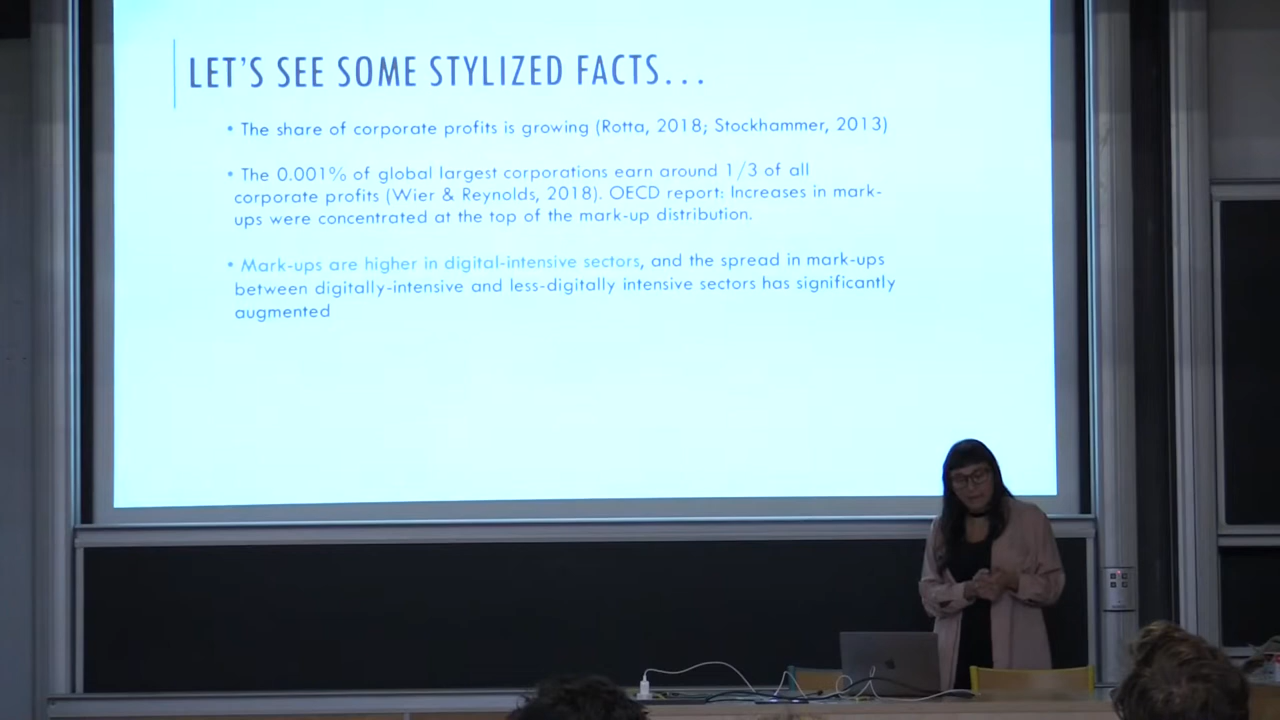 LET'S SEE SOME STYLIZED FACTS...
• The share of corporate profits is growing (Rotta, 2018; Stockhammer, 2013)
• The 0.001% of global largest corporations earn around 1/3 of all
corporate profits (Wier & Reynolds, 2018). OECD report: Increases in mark-
ups were concentrated at the top of the mark-up distribution.
• Mark-ups are higher in digital-intensive sectors, and the spread in mark-ups
between digitally-intensive and less-digitally intensive sectors has significantly
augmented